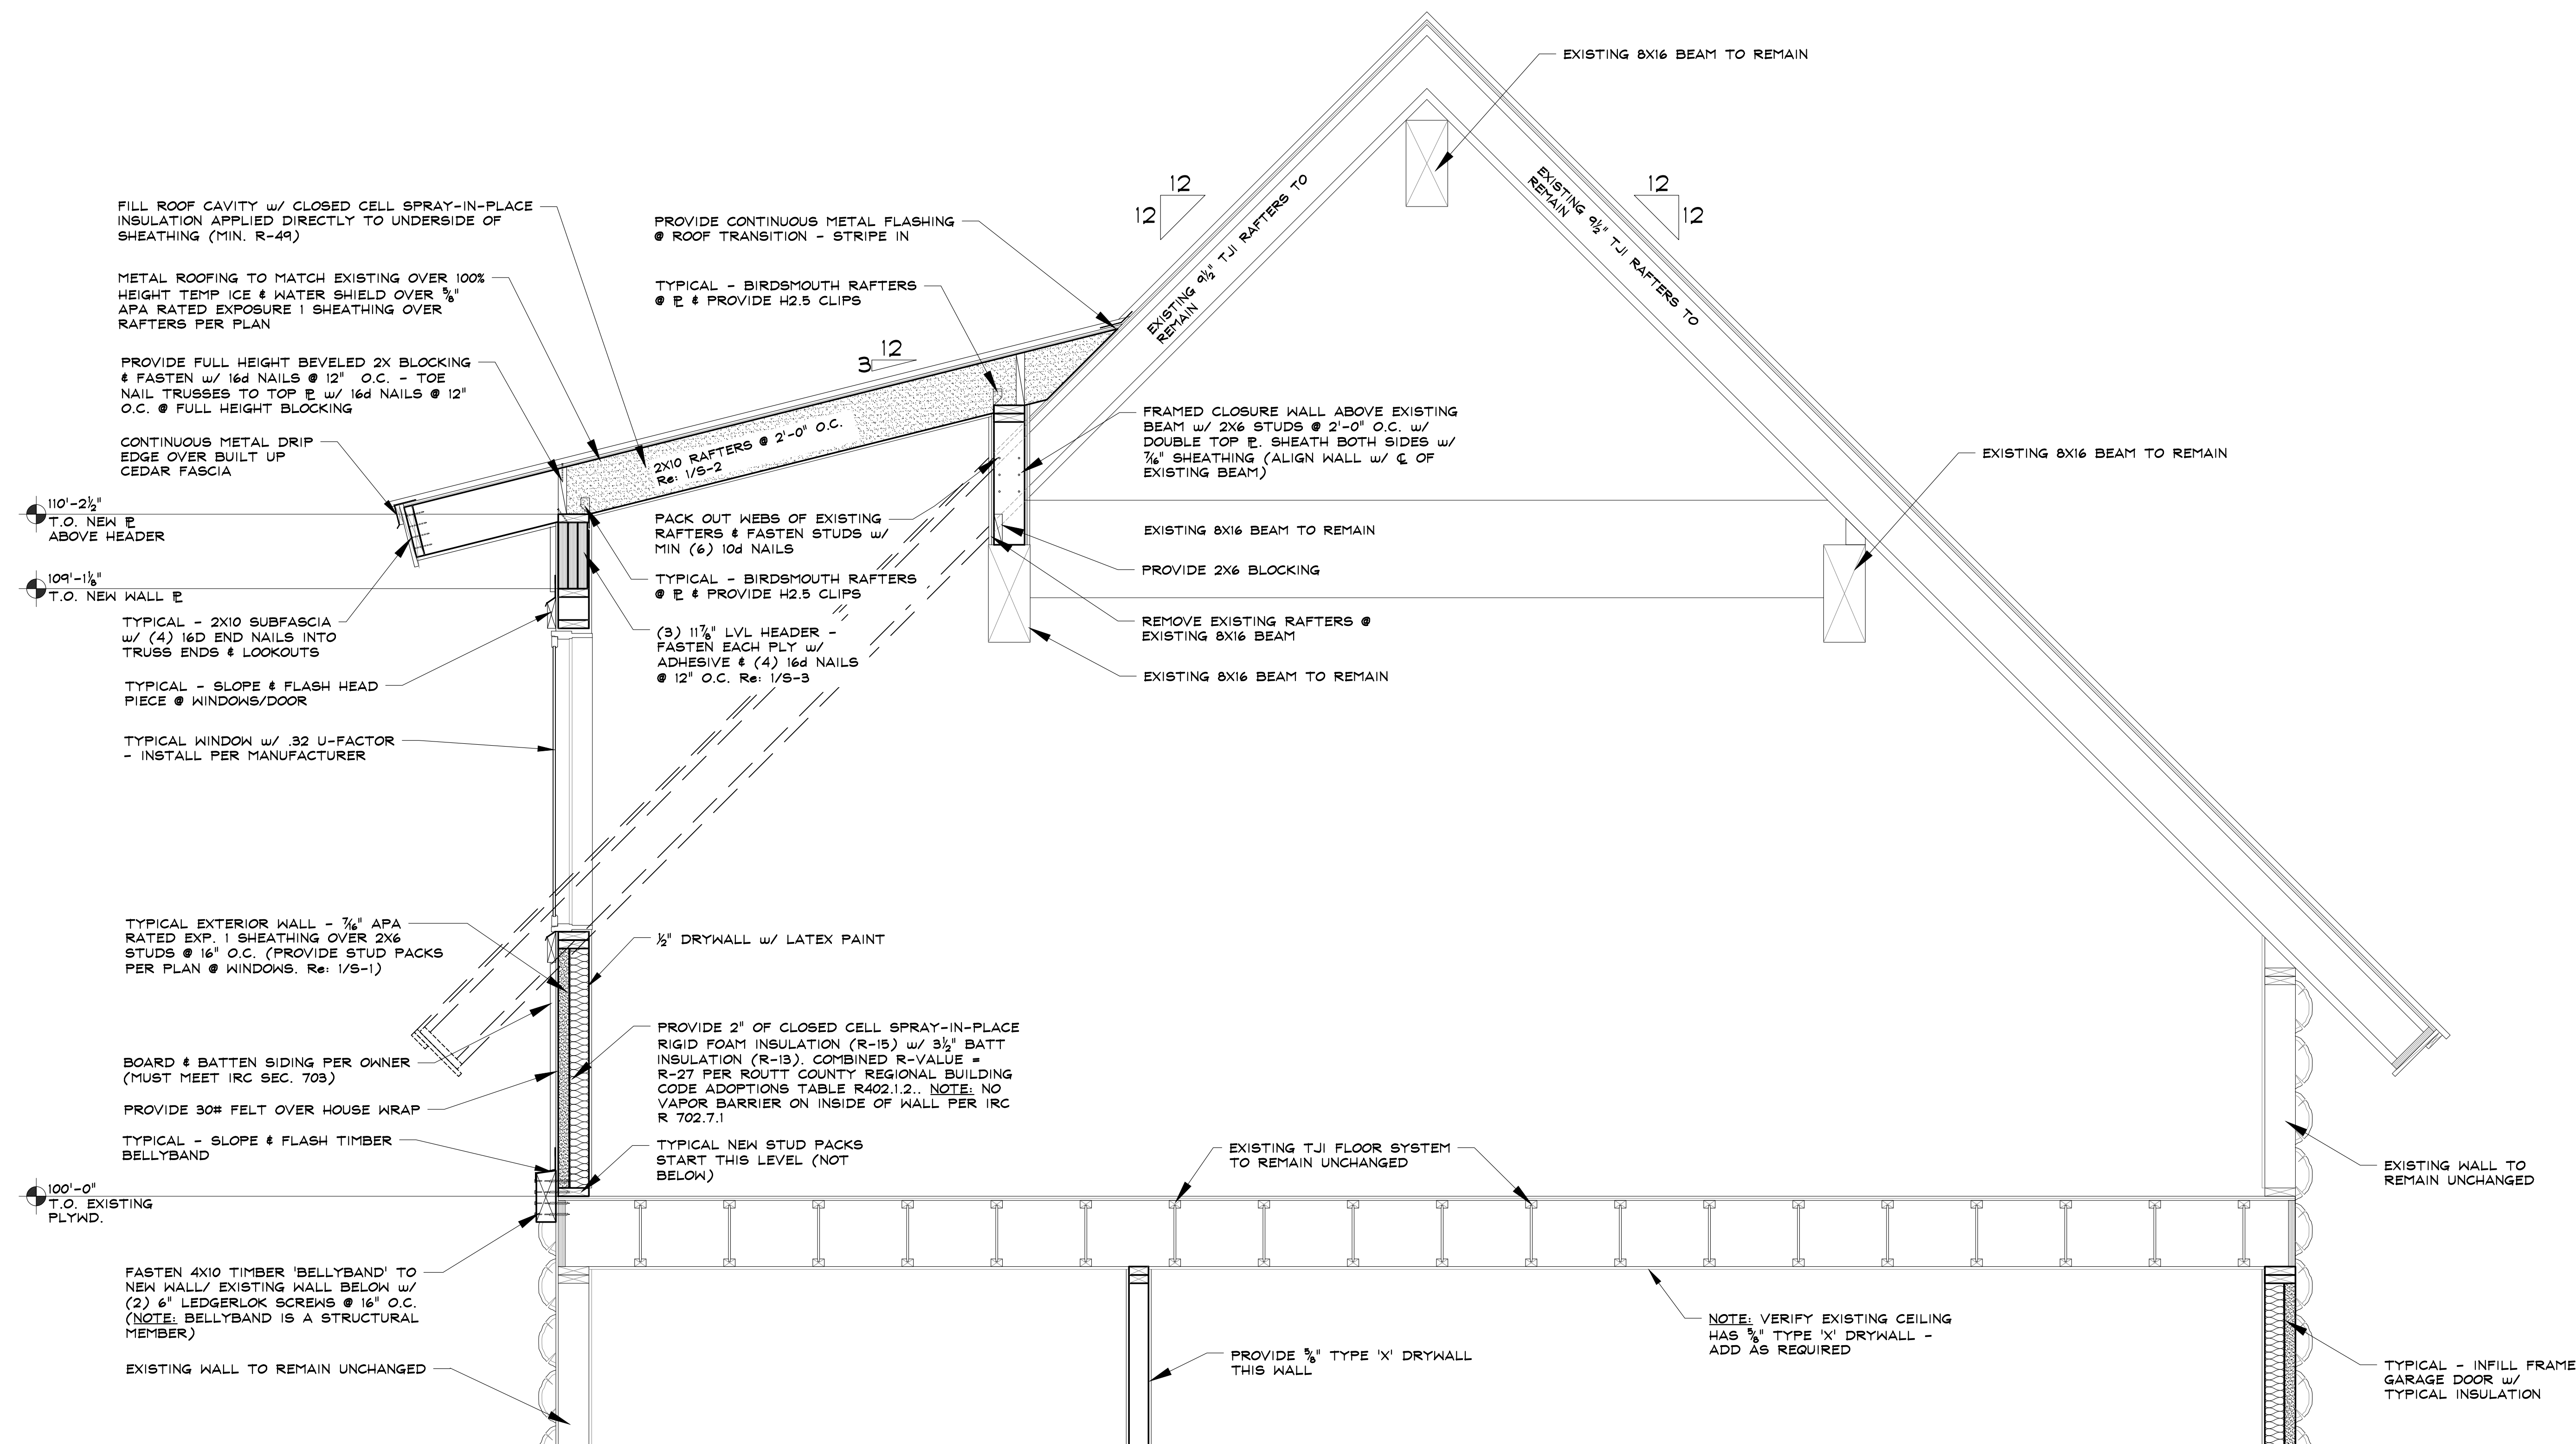 EXISTING 8X16 BEAM TO REMAIN
12
12
12
12
EXISTING 9½" TJI RAFTERS TO
REMAIN
EXISTING 9½" TJI RAFTERS TO
REMAIN
FILL ROOF CAVITY w/ CLOSED CELL SPRAY-IN-PLACE
INSULATION APPLIED DIRECTLY TO UNDERSIDE OF
SHEATHING (MIN. R-49)
METAL ROOFING TO MATCH EXISTING OVER 100%
HEIGHT TEMP ICE & WATER SHIELD OVER ⅝"
APA RATED EXPOSURE 1 SHEATHING OVER
RAFTERS PER PLAN
PROVIDE FULL HEIGHT BEVELED 2X BLOCKING
& FASTEN w/ 16d NAILS @ 12" O.C. - TOE
NAIL TRUSSES TO TOP PL w/ 16d NAILS @ 12"
O.C. @ FULL HEIGHT BLOCKING
CONTINUOUS METAL DRIP
EDGE OVER BUILT UP
CEDAR FASCIA
110'-2½"
T.O. NEW PL
ABOVE HEADER
109'-1⅛"
T.O. NEW WALL PL
TYPICAL - 2X10 SUBFASCIA
w/ (4) 16D END NAILS INTO
TRUSS ENDS & LOOKOUTS
TYPICAL - SLOPE & FLASH HEAD
PIECE @ WINDOWS/DOOR
TYPICAL WINDOW w/ .32 U-FACTOR
- INSTALL PER MANUFACTURER
TYPICAL EXTERIOR WALL - 7/16" APA
RATED EXP. 1 SHEATHING OVER 2X6
STUDS @ 16" O.C. (PROVIDE STUD PACKS
PER PLAN @ WINDOWS. Re: 1/S-1)
BOARD & BATTEN SIDING PER OWNER
(MUST MEET IRC SEC. 703)
PROVIDE 30# FELT OVER HOUSE WRAP
TYPICAL - SLOPE & FLASH TIMBER
BELLYBAND
100'-0"
T.O. EXISTING
PLYWD.
FASTEN 4X10 TIMBER 'BELLYBAND' TO
NEW WALL/ EXISTING WALL BELOW w/
(2) 6" LEDGERLOK SCREWS @ 16" O.C.
(NOTE: BELLYBAND IS A STRUCTURAL
MEMBER)
EXISTING WALL TO REMAIN UNCHANGED
PROVIDE CONTINUOUS METAL FLASHING
@ ROOF TRANSITION - STRIPE IN
TYPICAL - BIRDSMOUTH RAFTERS
@ PL & PROVIDE H2.5 CLIPS
12
3
2X10 RAFTERS @ 2'-0" O.C.
Re: 1/S-2
PACK OUT WEBS OF EXISTING
RAFTERS & FASTEN STUDS w/
MIN (6) 10d NAILS
TYPICAL - BIRDSMOUTH RAFTERS
@ PL & PROVIDE H2.5 CLIPS
(3) 11⅞" LVL HEADER -
FASTEN EACH PLY w/
ADHESIVE & (4) 16d NAILS
@ 12" O.C. Re: 1/S-3
½" DRYWALL w/ LATEX PAINT
PROVIDE 2" OF CLOSED CELL SPRAY-IN-PLACE
RIGID FOAM INSULATION (R-15) w/ 3½" BATT
INSULATION (R-13). COMBINED R-VALUE =
R-27 PER ROUTT COUNTY REGIONAL BUILDING
CODE ADOPTIONS TABLE R402.1.2.. NOTE: NO
VAPOR BARRIER ON INSIDE OF WALL PER IRC
R 702.7.1
TYPICAL NEW STUD PACKS
START THIS LEVEL (NOT
BELOW)
FRAMED CLOSURE WALL ABOVE EXISTING
BEAM w/ 2X6 STUDS @ 2'-0" O.C. w/
DOUBLE TOP PL. SHEATH BOTH SIDES w/
7/16" SHEATHING (ALIGN WALL w/ CL OF
EXISTING BEAM)
EXISTING 8X16 BEAM TO REMAIN
PROVIDE 2X6 BLOCKING
REMOVE EXISTING RAFTERS @
EXISTING 8X16 BEAM
EXISTING 8X16 BEAM TO REMAIN
EXISTING 8X16 BEAM TO REMAIN
EXISTING TJI FLOOR SYSTEM
TO REMAIN UNCHANGED
EXISTING WALL TO
REMAIN UNCHANGED
NOTE: VERIFY EXISTING CEILING
HAS ⅝" TYPE 'X' DRYWALL -
ADD AS REQUIRED
PROVIDE ⅝" TYPE 'X' DRYWALL
THIS WALL
TYPICAL - INFILL FRAME
GARAGE DOOR w/
TYPICAL INSULATION